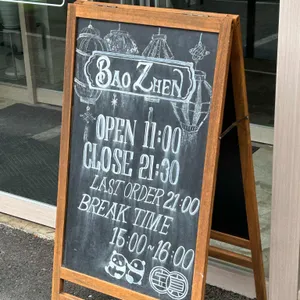 BAO ZHEN
OPEN 11:00
CLOSE 21:30
LAST ORDER 21:00
BREAK TIME
15:00~16:00